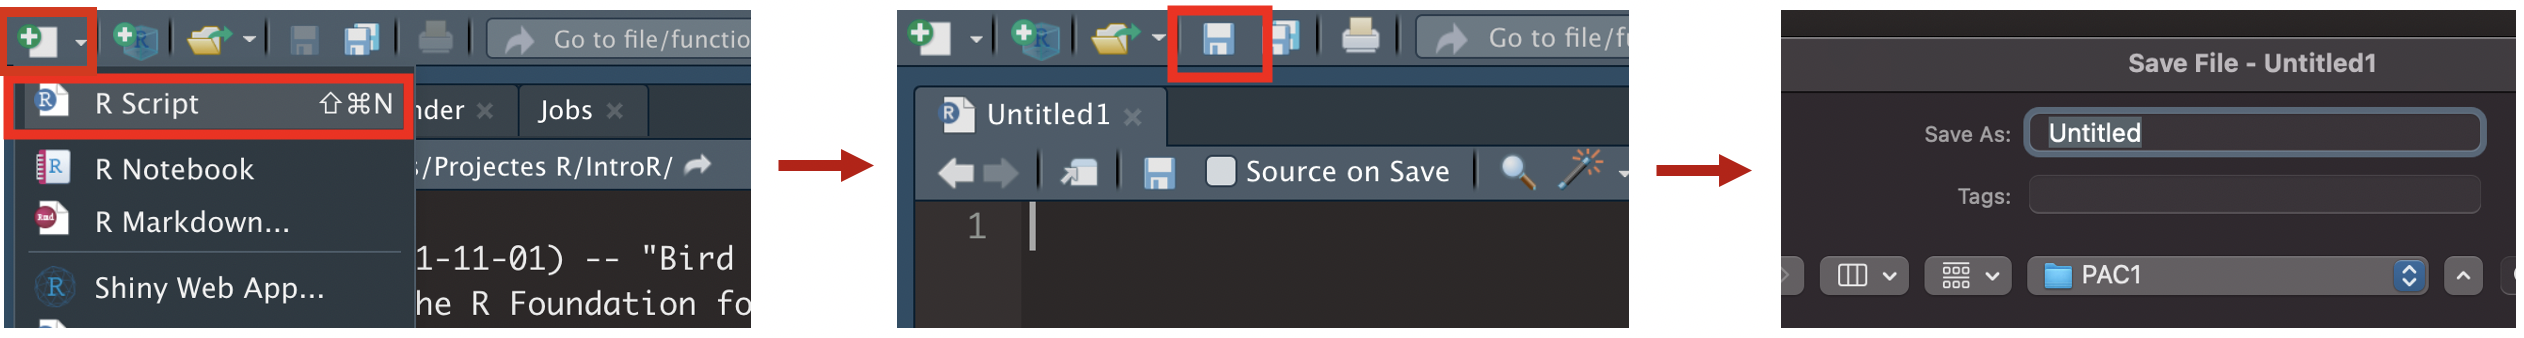 Go to file/functio
R Script ⇧⌘N
nder × Jobs ×
R Notebook
s/Projectes R/IntroR/
R Markdown...
1-11-01) -- "Bird
Shiny Web App...
he R Foundation fo
Go to file/fu
Untitled1 ×
Source on Save
1
Save File - Untitled1
Save As: Untitled
Tags:
PAC1